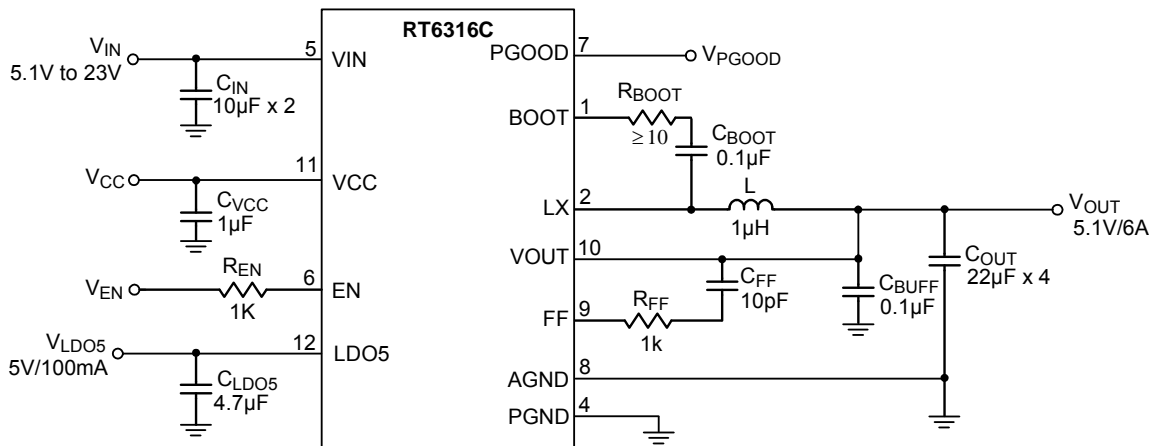 RT6316C
V_IN
5.1V to 23V
5
VIN
C_IN
10µF x 2
V_CC
11
VCC
C_VCC
1µF
V_EN
R_EN
1K
6
EN
V_LDO5
5V/100mA
12
LDO5
C_LDO5
4.7µF
PGOOD
7
V_PGOOD
BOOT
1
R_BOOT
≥10
C_BOOT
0.1µF
LX
2
L
1µH
V_OUT
5.1V/6A
VOUT
10
C_FF
10pF
C_BUFF
0.1µF
C_OUT
22µF x 4
FF
9
R_FF
1k
AGND
8
PGND
4